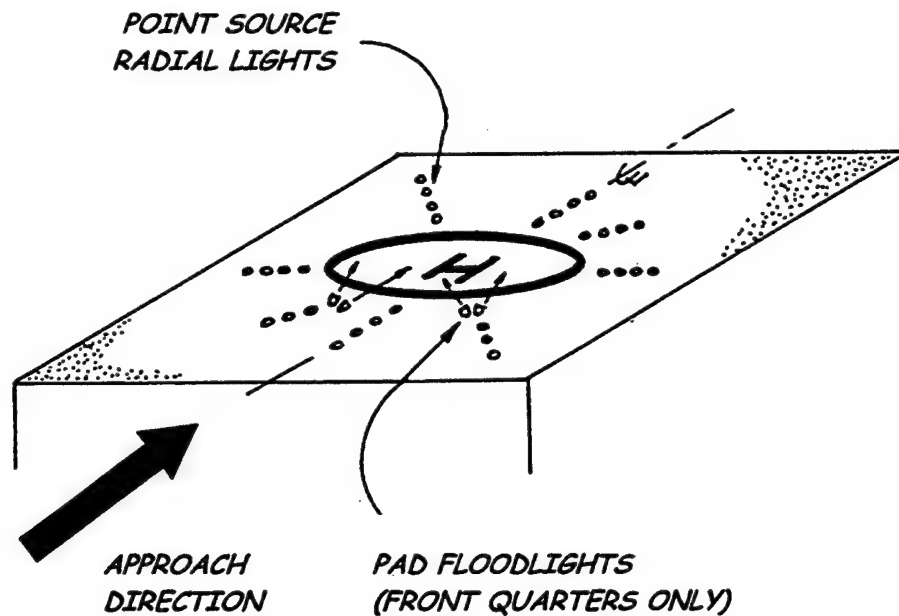 POINT SOURCE
RADIAL LIGHTS
H
APPROACH
DIRECTION
PAD FLOODLIGHTS
(FRONT QUARTERS ONLY)